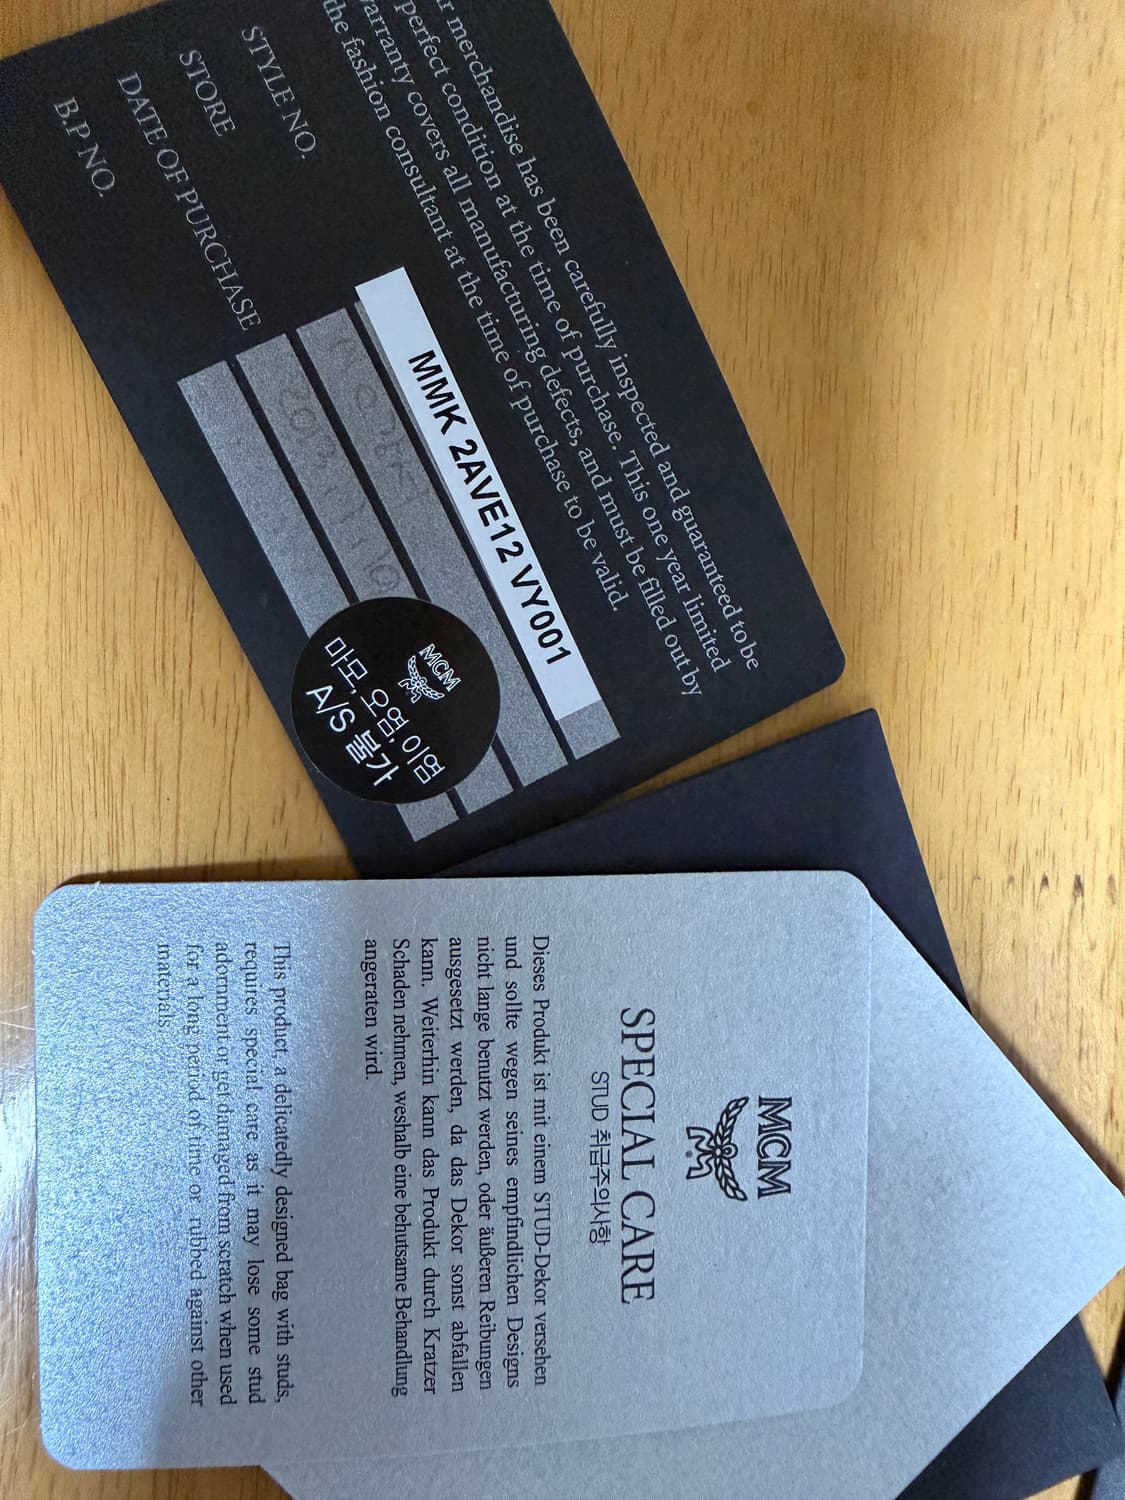 r merchandise has been carefully inspected and guaranteed to be
perfect condition at the time of purchase. This one year limited
warranty covers all manufacturing defects, and must be filled out by
the fashion consultant at the time of purchase to be valid.
STYLE NO. MMK 2AVE12 VY001
STORE
DATE OF PURCHASE
B.P NO.
MCM
마모, 오염, 이염
A/S 불가
MCM
SPECIAL CARE
STUD 취급주의사항
Dieses Produkt ist mit einem STUD-Dekor versehen
und sollte wegen seines empfindlichen Designs
nicht lange benutzt werden, oder äußeren Reibungen
ausgesetzt werden, da das Dekor sonst abfallen
kann. Weiterhin kann das Produkt durch Kratzer
Schaden nehmen, weshalb eine behutsame Behandlung
angeraten wird.
This product, a delicatedly designed bag with studs,
requires special care as it may lose some stud
adornment or get damaged from scratch when used
for a long period of time or rubbed against other
materials.